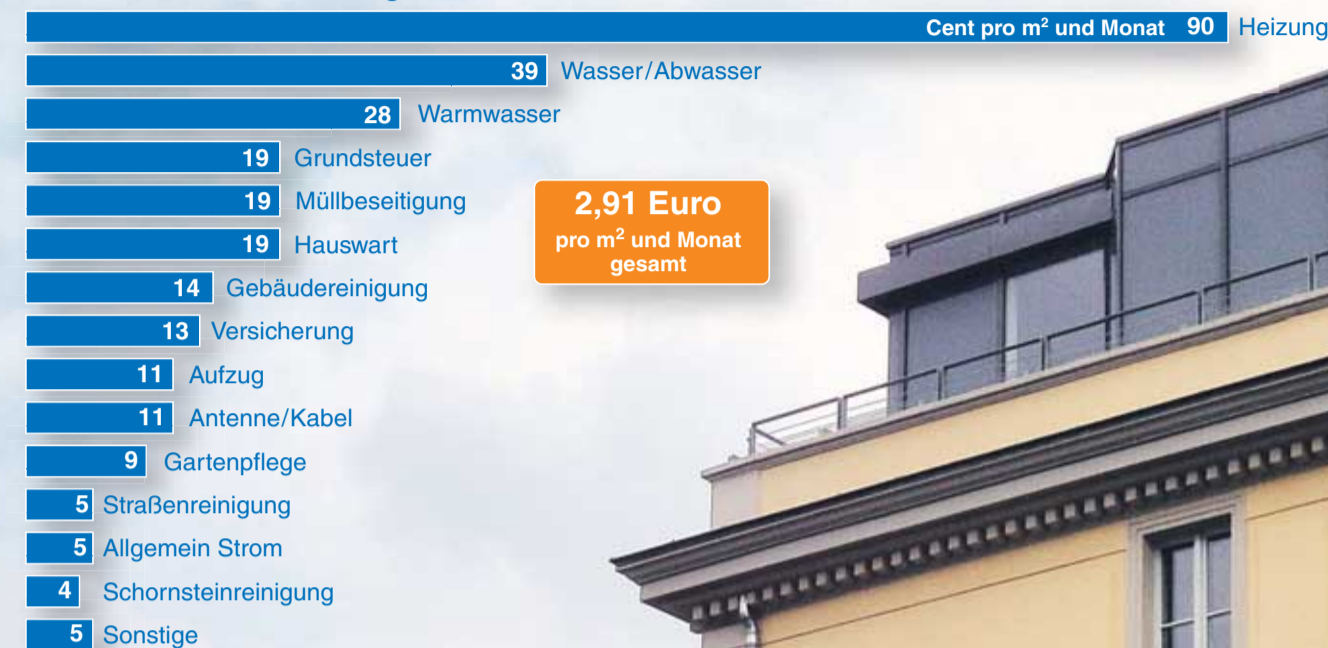 Cent pro m² und Monat 90 Heizung
39 Wasser/Abwasser
28 Warmwasser
19 Grundsteuer
19 Müllbeseitigung
19 Hauswart
14 Gebäudereinigung
13 Versicherung
11 Aufzug
11 Antenne/Kabel
9 Gartenpflege
5 Straßenreinigung
5 Allgemein Strom
4 Schornsteinreinigung
5 Sonstige
2,91 Euro
pro m² und Monat
gesamt